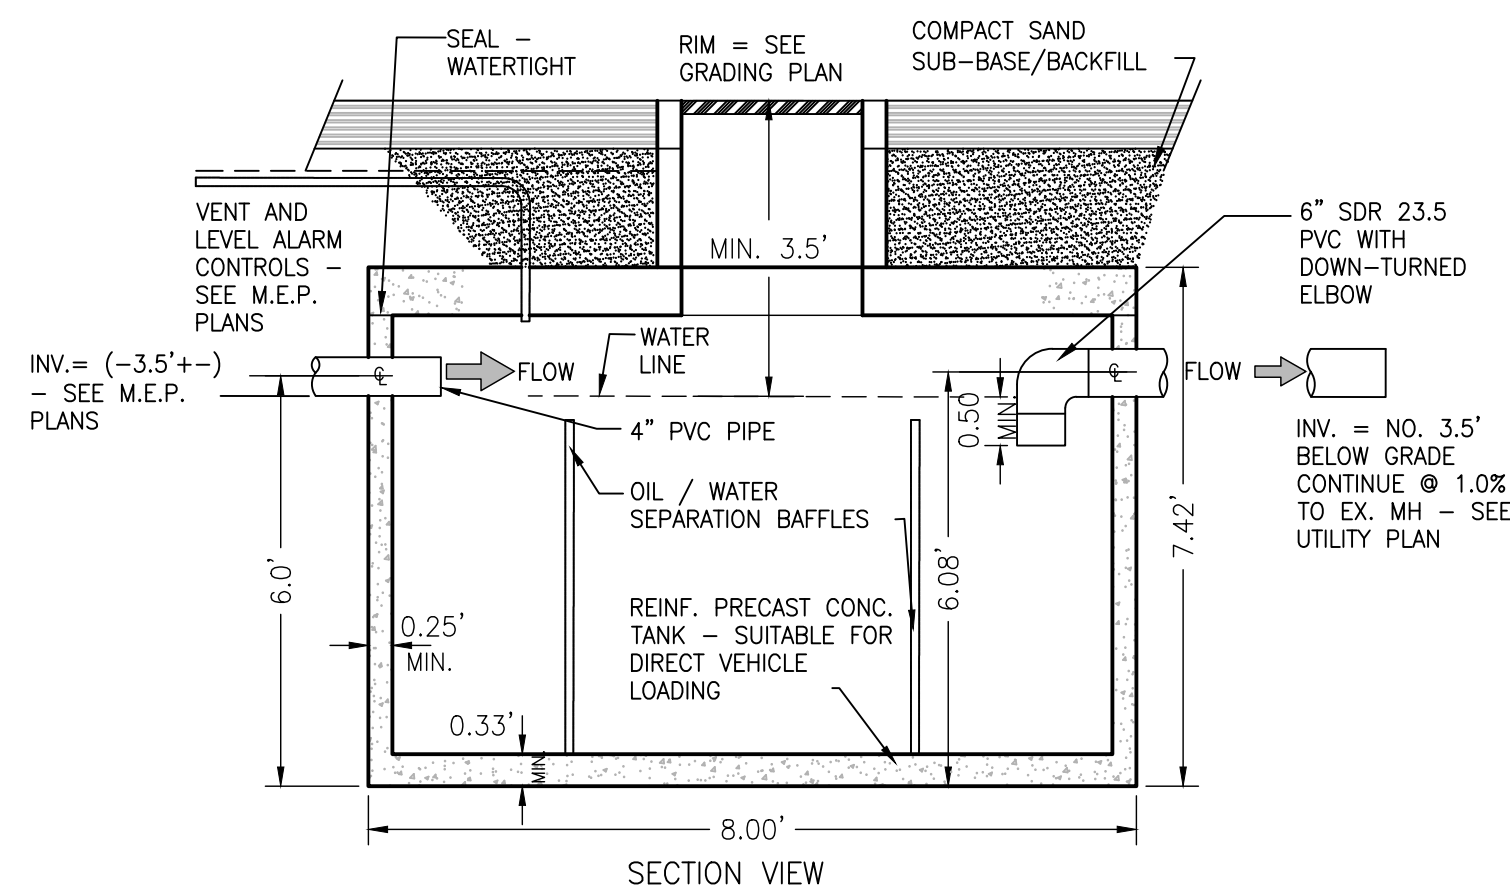 SEAL –
WATERTIGHT
RIM = SEE
GRADING PLAN
COMPACT SAND
SUB–BASE/BACKFILL
VENT AND
LEVEL ALARM
CONTROLS –
SEE M.E.P.
PLANS
MIN. 3.5'
6" SDR 23.5
PVC WITH
DOWN–TURNED
ELBOW
INV.= (–3.5'+–)
– SEE M.E.P.
PLANS
℄
FLOW
WATER
LINE
℄
FLOW
0.50
MIN.
4" PVC PIPE
INV. = NO. 3.5'
BELOW GRADE
CONTINUE @ 1.0%
TO EX. MH – SEE
UTILITY PLAN
OIL / WATER
SEPARATION BAFFLES
6.0'
6.08'
7.42'
0.25'
MIN.
REINF. PRECAST CONC.
TANK – SUITABLE FOR
DIRECT VEHICLE
LOADING
0.33'
MIN.
8.00'
SECTION VIEW